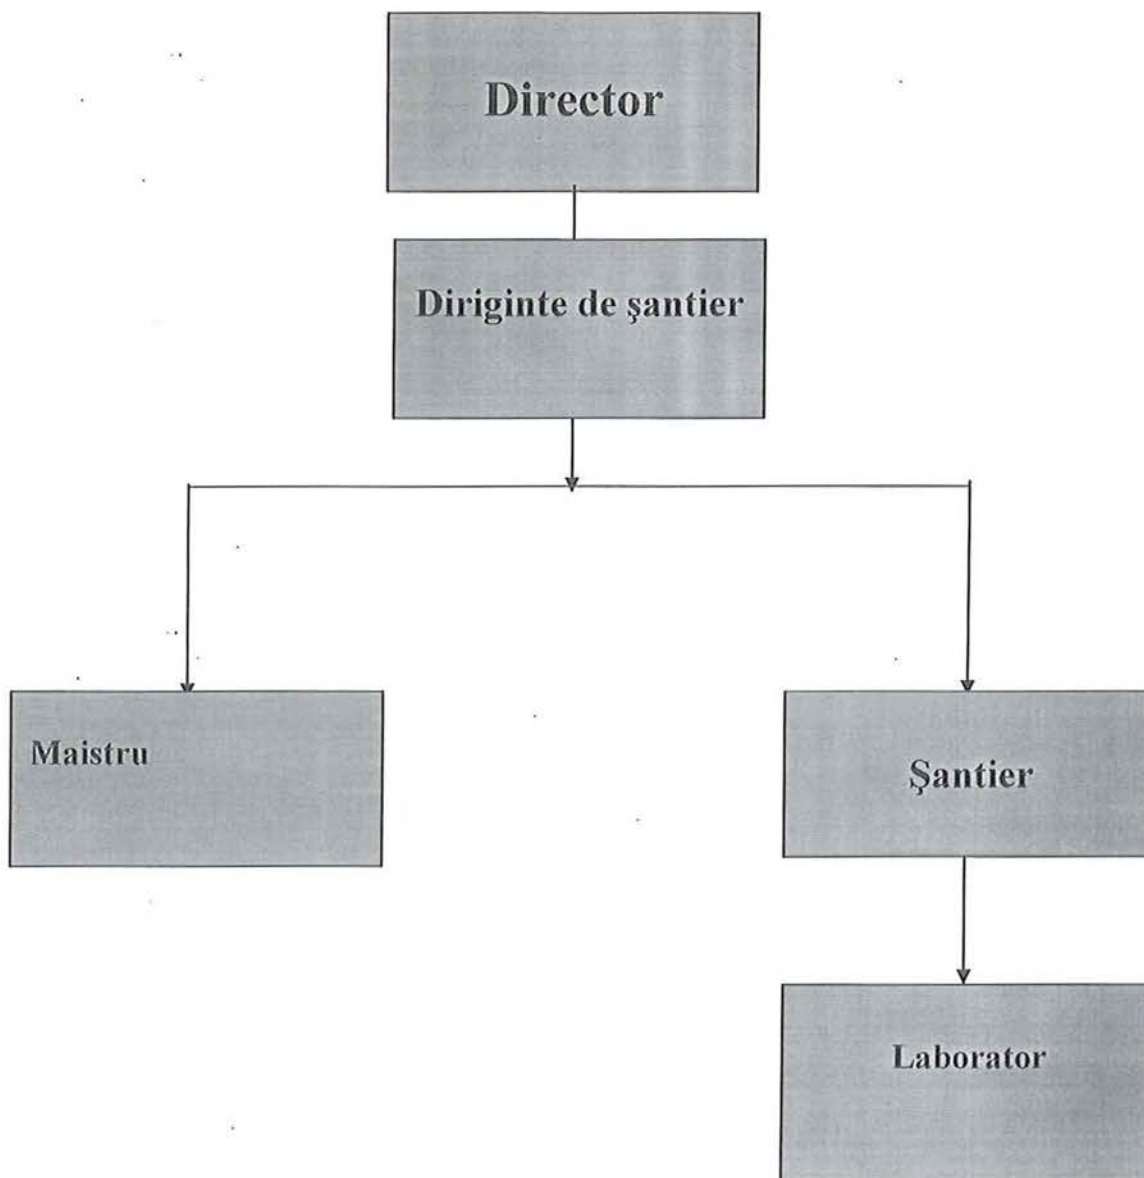 Director
Diriginte de şantier
Maistru
Şantier
Laborator